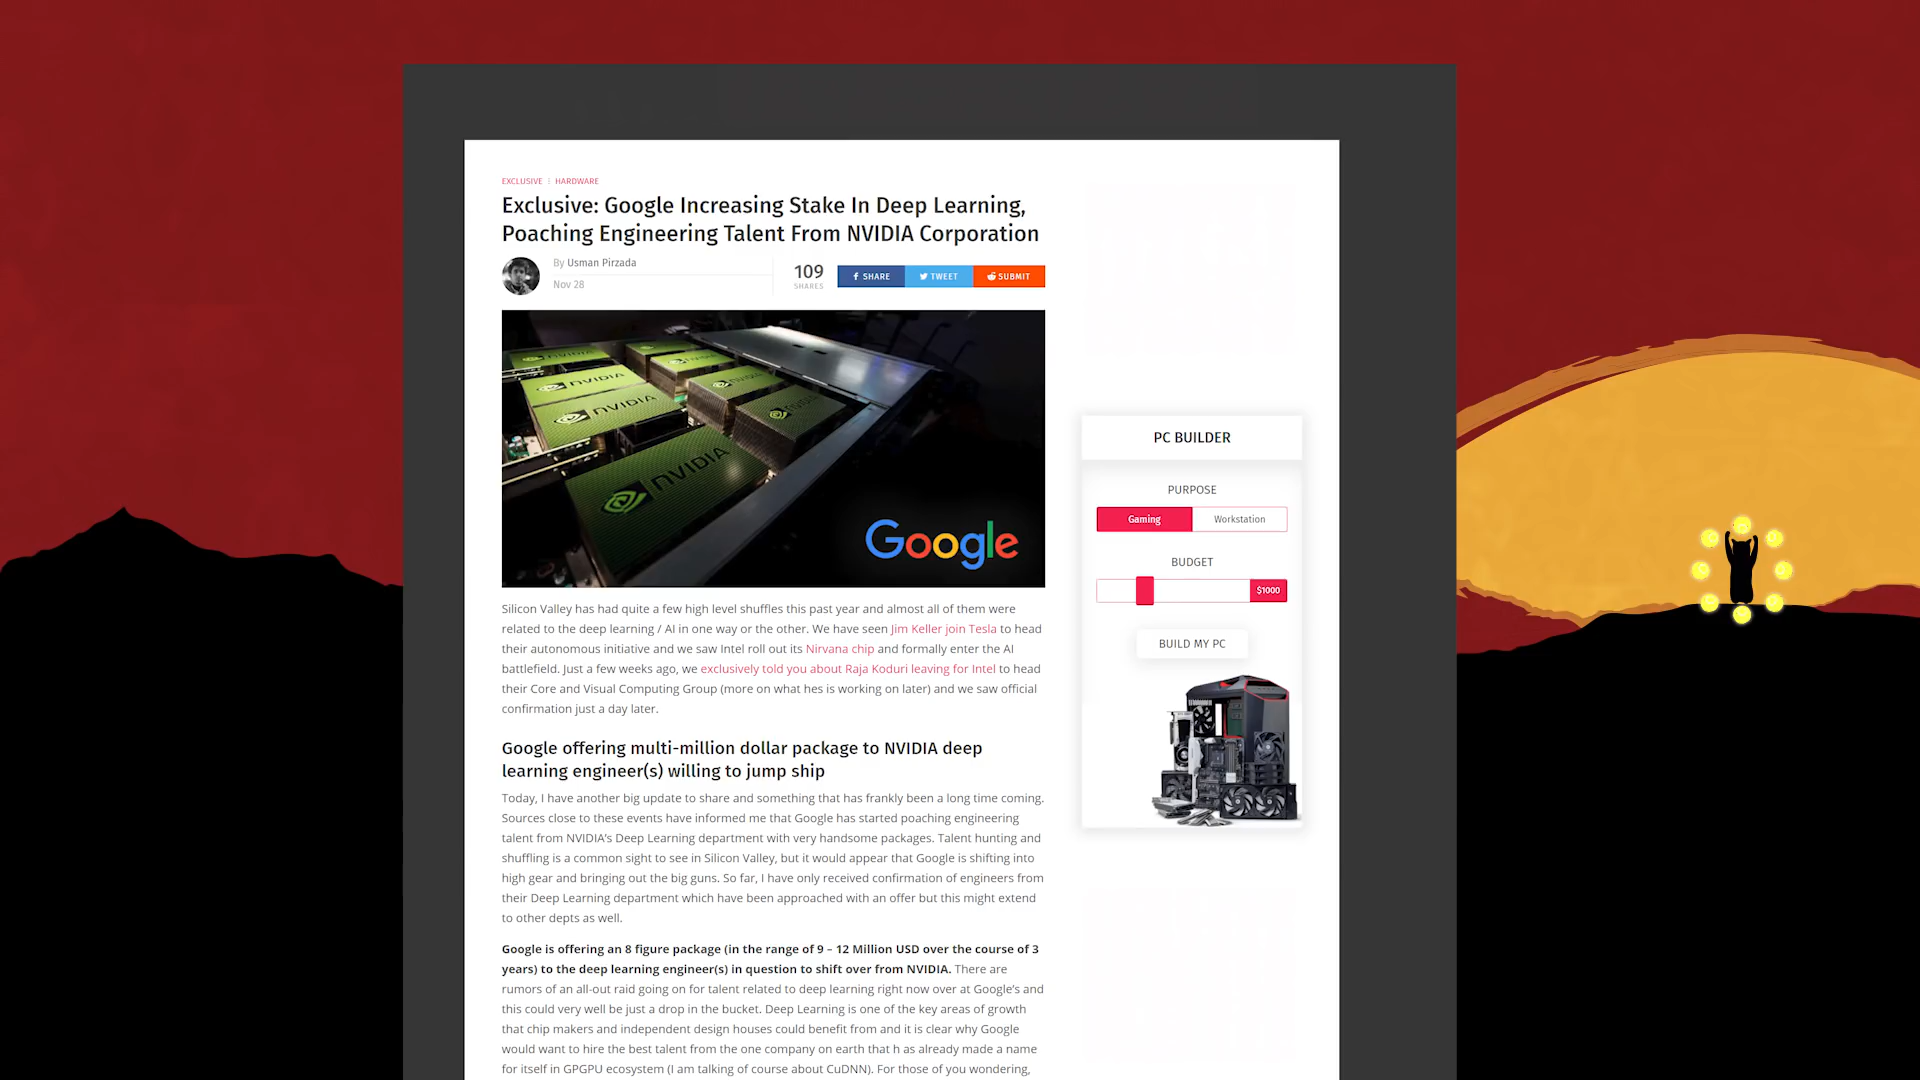 EXCLUSIVE ⋮ HARDWARE
Exclusive: Google Increasing Stake In Deep Learning,
Poaching Engineering Talent From NVIDIA Corporation
By Usman Pirzada
Nov 28
109
SHARES
SHARE
TWEET
SUBMIT
NVIDIA
NVIDIA
NVIDIA
NVIDIA
NVIDIA
NVIDIA
NVIDIA
Google
Silicon Valley has had quite a few high level shuffles this past year and almost all of them were
related to the deep learning / AI in one way or the other. We have seen Jim Keller join Tesla to head
their autonomous initiative and we saw Intel roll out its Nirvana chip and formally enter the AI
battlefield. Just a few weeks ago, we exclusively told you about Raja Koduri leaving for Intel to head
their Core and Visual Computing Group (more on what hes is working on later) and we saw official
confirmation just a day later.
Google offering multi-million dollar package to NVIDIA deep
learning engineer(s) willing to jump ship
Today, I have another big update to share and something that has frankly been a long time coming.
Sources close to these events have informed me that Google has started poaching engineering
talent from NVIDIA's Deep Learning department with very handsome packages. Talent hunting and
shuffling is a common sight to see in Silicon Valley, but it would appear that Google is shifting into
high gear and bringing out the big guns. So far, I have only received confirmation of engineers from
their Deep Learning department which have been approached with an offer but this might extend
to other depts as well.
Google is offering an 8 figure package (in the range of 9 – 12 Million USD over the course of 3
years) to the deep learning engineer(s) in question to shift over from NVIDIA. There are
rumors of an all-out raid going on for talent related to deep learning right now over at Google's and
this could very well be just a drop in the bucket. Deep Learning is one of the key areas of growth
that chip makers and independent design houses could benefit from and it is clear why Google
would want to hire the best talent from the one company on earth that h as already made a name
for itself in GPGPU ecosystem (I am talking of course about CuDNN). For those of you wondering,
PC BUILDER
PURPOSE
Gaming
Workstation
BUDGET
$1000
BUILD MY PC